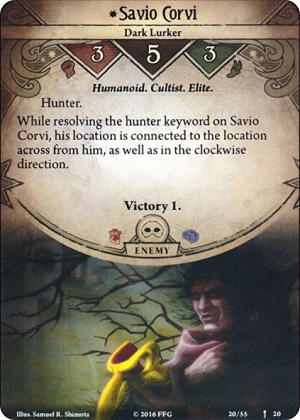 *Savio Corvi
Dark Lurker
3 5 3
Humanoid. Cultist. Elite.
Hunter.
While resolving the hunter keyword on Savio
Corvi, his location is connected to the location
across from him, as well as in the clockwise
direction.
Victory 1.
ENEMY
Illus. Samuel R. Shimota
© 2016 FFG
20/55
20